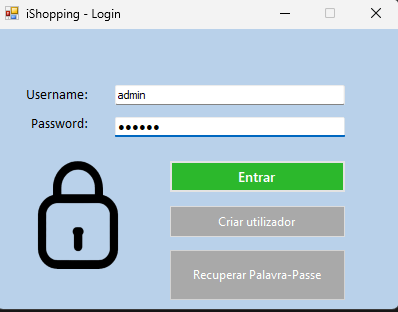 iShopping - Login
Username:
admin
Password:
●●●●●●
Entrar
Criar utilizador
Recuperar Palavra-Passe